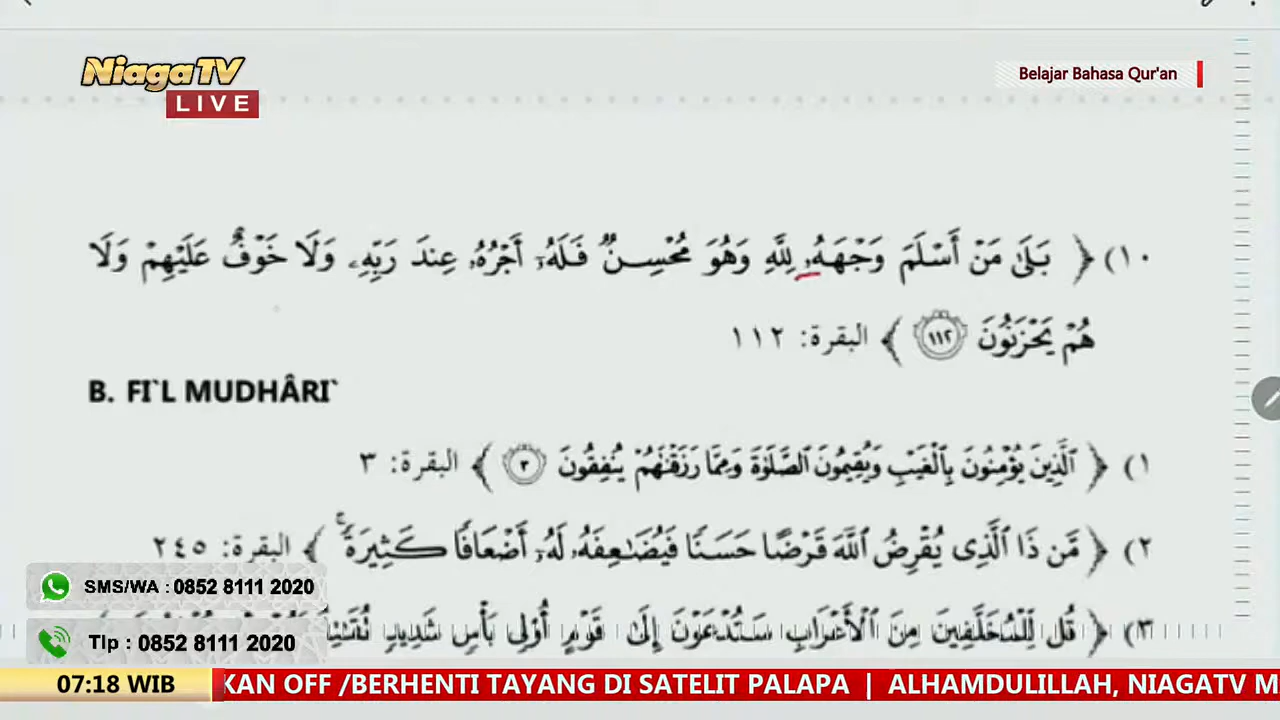 NiagaTV
LIVE
Belajar Bahasa Qur'an
١٠) ﴿ بَلَىٰ مَنْ أَسْلَمَ وَجْهَهُۥ لِلَّهِ وَهُوَ مُحْسِنٌ فَلَهُۥٓ أَجْرُهُۥ عِندَ رَبِّهِۦ وَلَا خَوْفٌ عَلَيْهِمْ وَلَا
هُمْ يَحْزَنُونَ ١١٢ ﴾ البقرة: ١١٢
B. FI`L MUDHÂRI`
١) ﴿ ٱلَّذِينَ يُؤْمِنُونَ بِٱلْغَيْبِ وَيُقِيمُونَ ٱلصَّلَوٰةَ وَمِمَّا رَزَقْنَٰهُمْ يُنفِقُونَ ٣ ﴾ البقرة: ٣
٢) ﴿ مَّن ذَا ٱلَّذِى يُقْرِضُ ٱللَّهَ قَرْضًا حَسَنًا فَيُضَٰعِفَهُۥ لَهُۥٓ أَضْعَافًا كَثِيرَةً ۚ ﴾ البقرة: ٢٤٥
٣) ﴿ قُل لِّلْمُخَلَّفِينَ مِنَ ٱلْأَعْرَابِ سَتُدْعَوْنَ إِلَىٰ قَوْمٍ أُو۟لِى بَأْسٍ شَدِيدٍ
SMS/WA : 0852 8111 2020
Tlp : 0852 8111 2020
07:18 WIB
KAN OFF /BERHENTI TAYANG DI SATELIT PALAPA | ALHAMDULILLAH, NIAGATV M